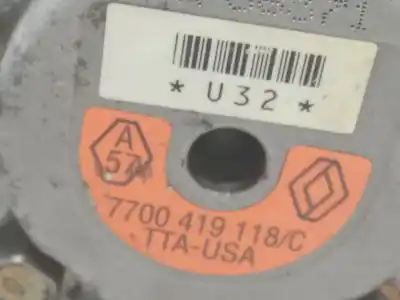 * U32 *
A
57
7700 419 118/C
TTA-USA